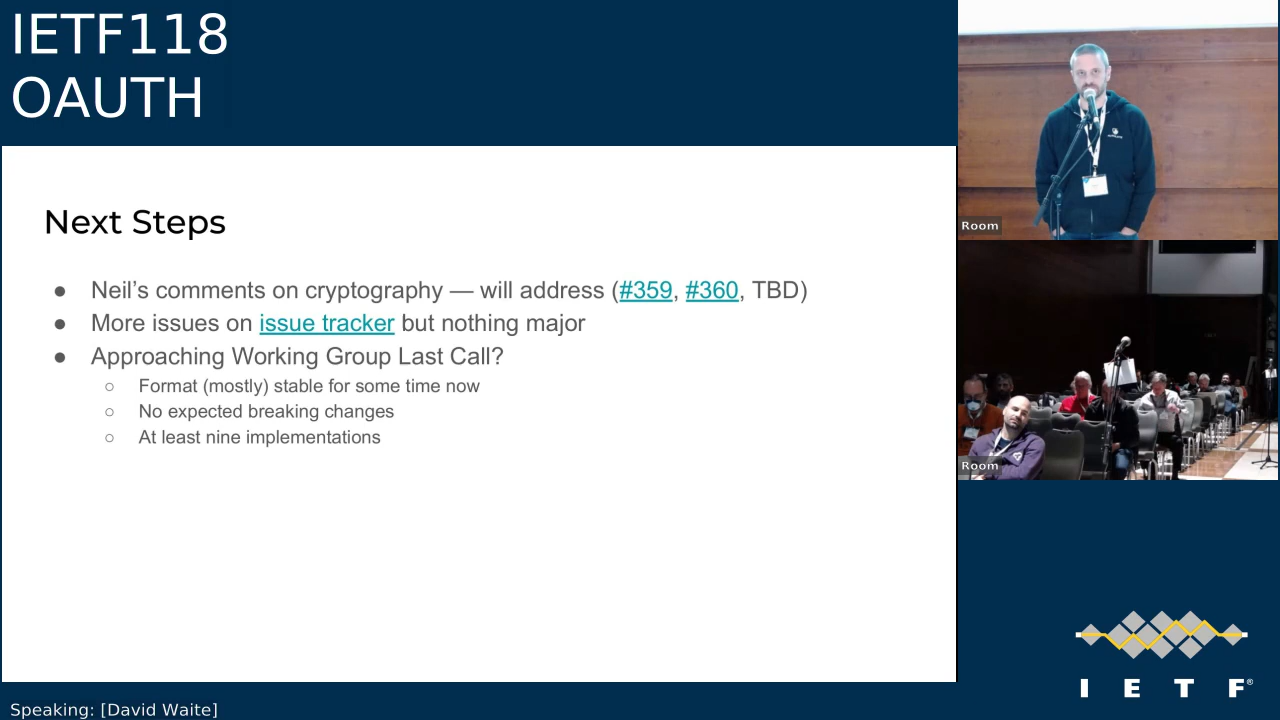 IETF118
OAUTH
Next Steps
● Neil’s comments on cryptography — will address (#359, #360, TBD)
● More issues on issue tracker but nothing major
● Approaching Working Group Last Call?
○ Format (mostly) stable for some time now
○ No expected breaking changes
○ At least nine implementations
Room
Room
I E T F®
Speaking: [David Waite]